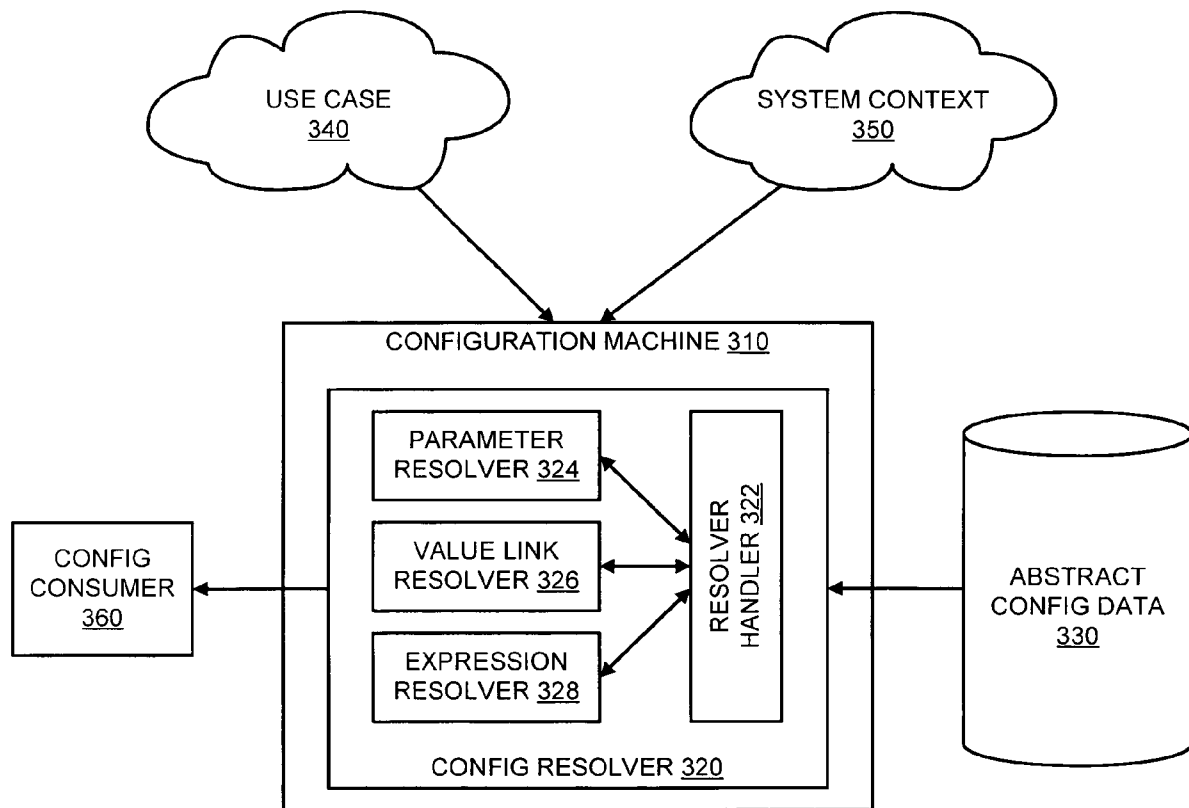 USE CASE
340
SYSTEM CONTEXT
350
CONFIGURATION MACHINE 310
PARAMETER
RESOLVER 324
VALUE LINK
RESOLVER 326
EXPRESSION
RESOLVER 328
RESOLVER
HANDLER 322
CONFIG RESOLVER 320
CONFIG
CONSUMER
360
ABSTRACT
CONFIG DATA
330